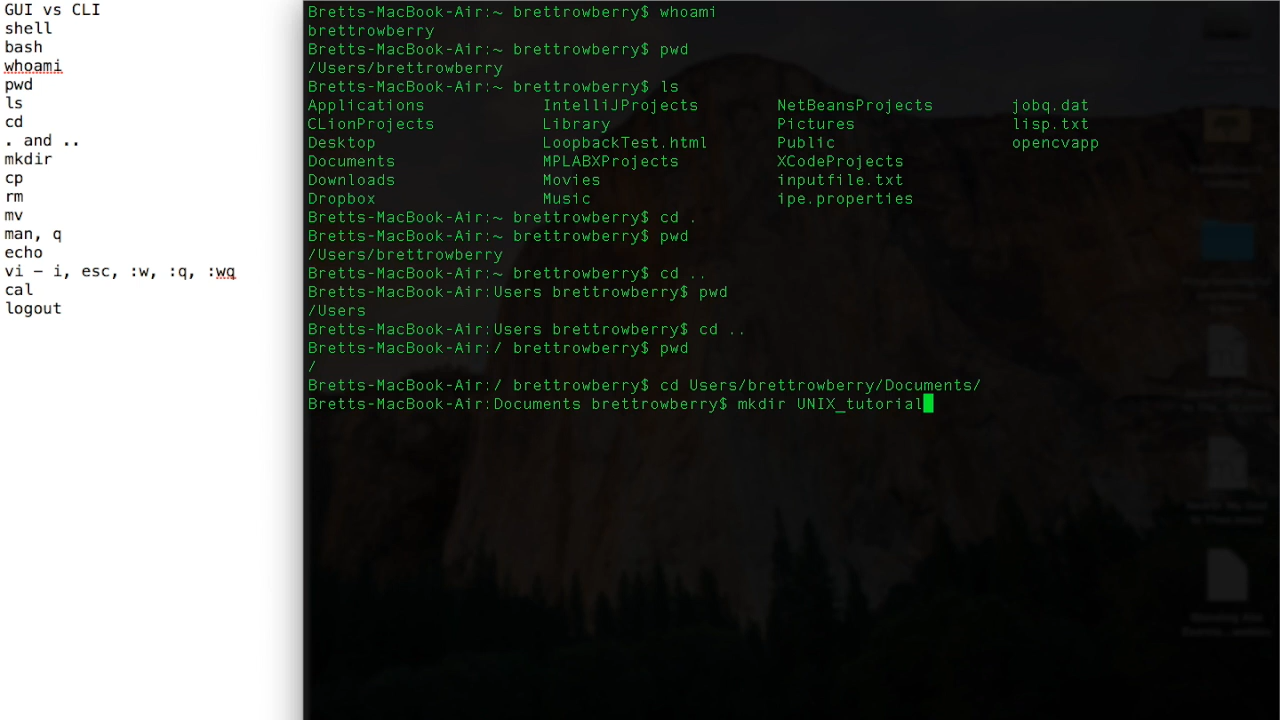 GUI vs CLI
shell
bash
whoami
pwd
ls
cd
. and ..
mkdir
cp
rm
mv
man, q
echo
vi – i, esc, :w, :q, :wq
cal
logout
Bretts-MacBook-Air:~ brettrowberry$ whoami
brettrowberry
Bretts-MacBook-Air:~ brettrowberry$ pwd
/Users/brettrowberry
Bretts-MacBook-Air:~ brettrowberry$ ls
Applications IntelliJProjects NetBeansProjects jobq.dat
CLionProjects Library Pictures lisp.txt
Desktop LoopbackTest.html Public opencvapp
Documents MPLABXProjects XCodeProjects
Downloads Movies inputfile.txt
Dropbox Music ipe.properties
Bretts-MacBook-Air:~ brettrowberry$ cd .
Bretts-MacBook-Air:~ brettrowberry$ pwd
/Users/brettrowberry
Bretts-MacBook-Air:~ brettrowberry$ cd ..
Bretts-MacBook-Air:Users brettrowberry$ pwd
/Users
Bretts-MacBook-Air:Users brettrowberry$ cd ..
Bretts-MacBook-Air:/ brettrowberry$ pwd
/
Bretts-MacBook-Air:/ brettrowberry$ cd Users/brettrowberry/Documents/
Bretts-MacBook-Air:Documents brettrowberry$ mkdir UNIX_tutorial